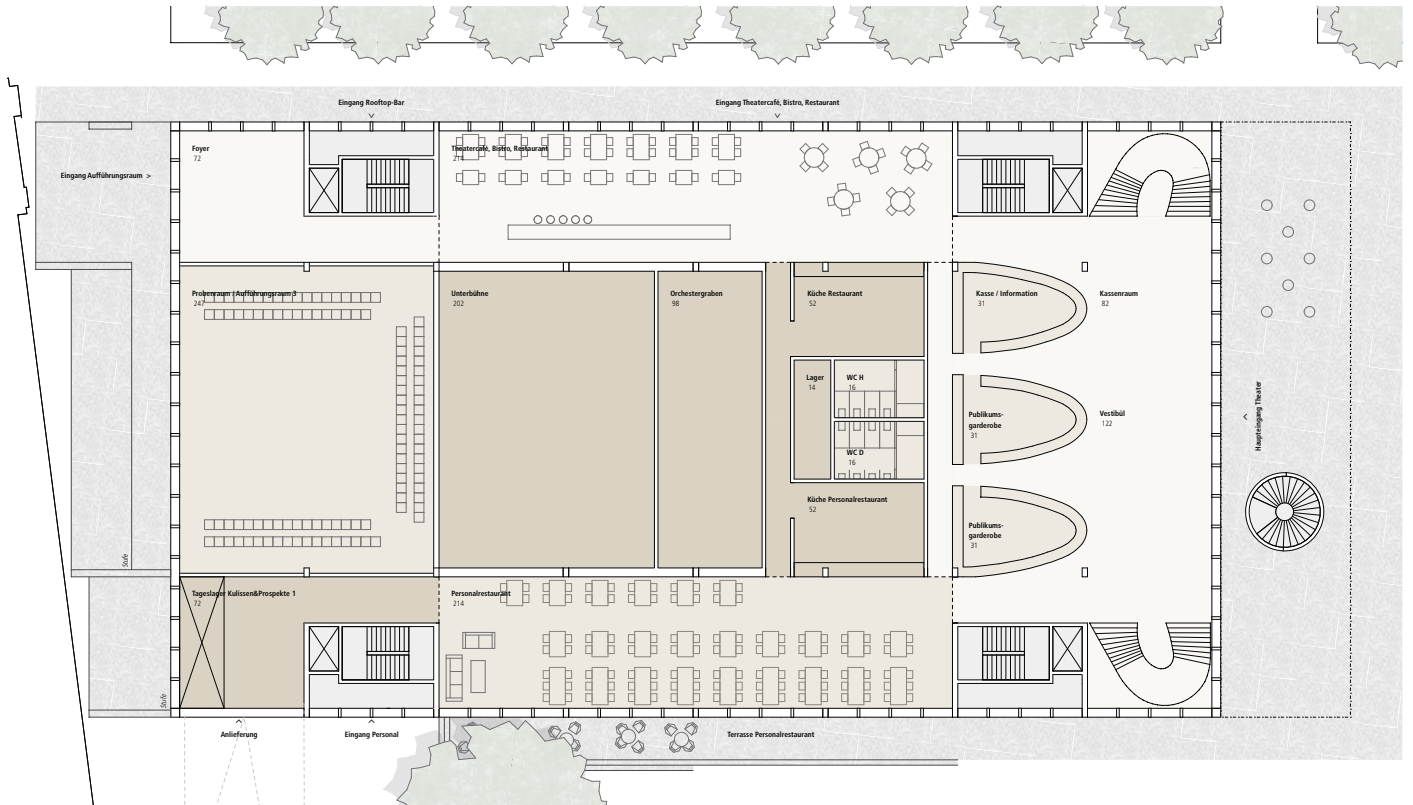 Eingang Rooftop-Bar
Eingang Theatercafé, Bistro, Restaurant
Foyer
72
Theatercafé, Bistro, Restaurant
214
Eingang Aufführungsraum >
Probenraum / Aufführungsraum 3
247
Unterbühne
202
Orchestergraben
98
Küche Restaurant
52
Kasse / Information
31
Kassenraum
82
Lager
14
WC H
16
Publikums-
garderobe
31
Vestibül
122
Haupteingang Theater
WC D
16
Küche Personalrestaurant
52
Publikums-
garderobe
31
Stufe
Tageslager Kulissen&Prospekte 1
72
Personalrestaurant
214
Stufe
Anlieferung
Eingang Personal
Terrasse Personalrestaurant